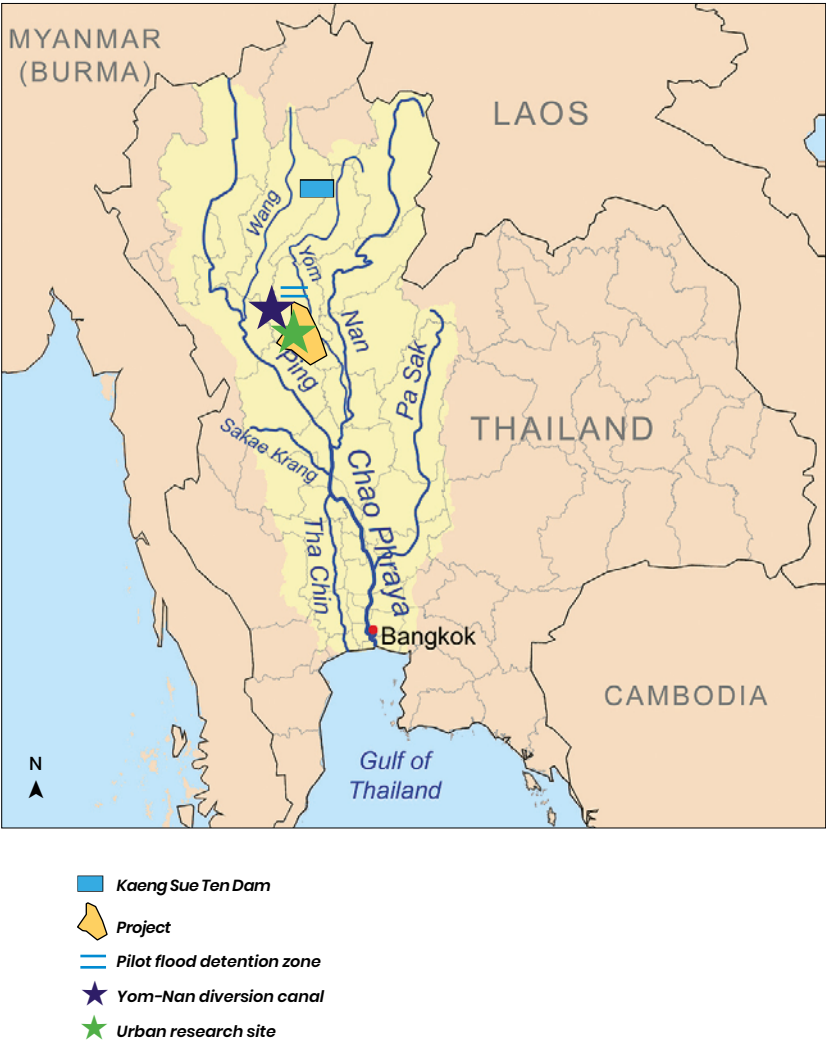 MYANMAR
(BURMA)
LAOS
Wang
Yom
Nan
Ping
Pa Sak
THAILAND
Sakae Krang
Chao Phraya
Tha Chin
Bangkok
CAMBODIA
Gulf of
Thailand
N
Kaeng Sue Ten Dam
Project
Pilot flood detention zone
Yom-Nan diversion canal
Urban research site